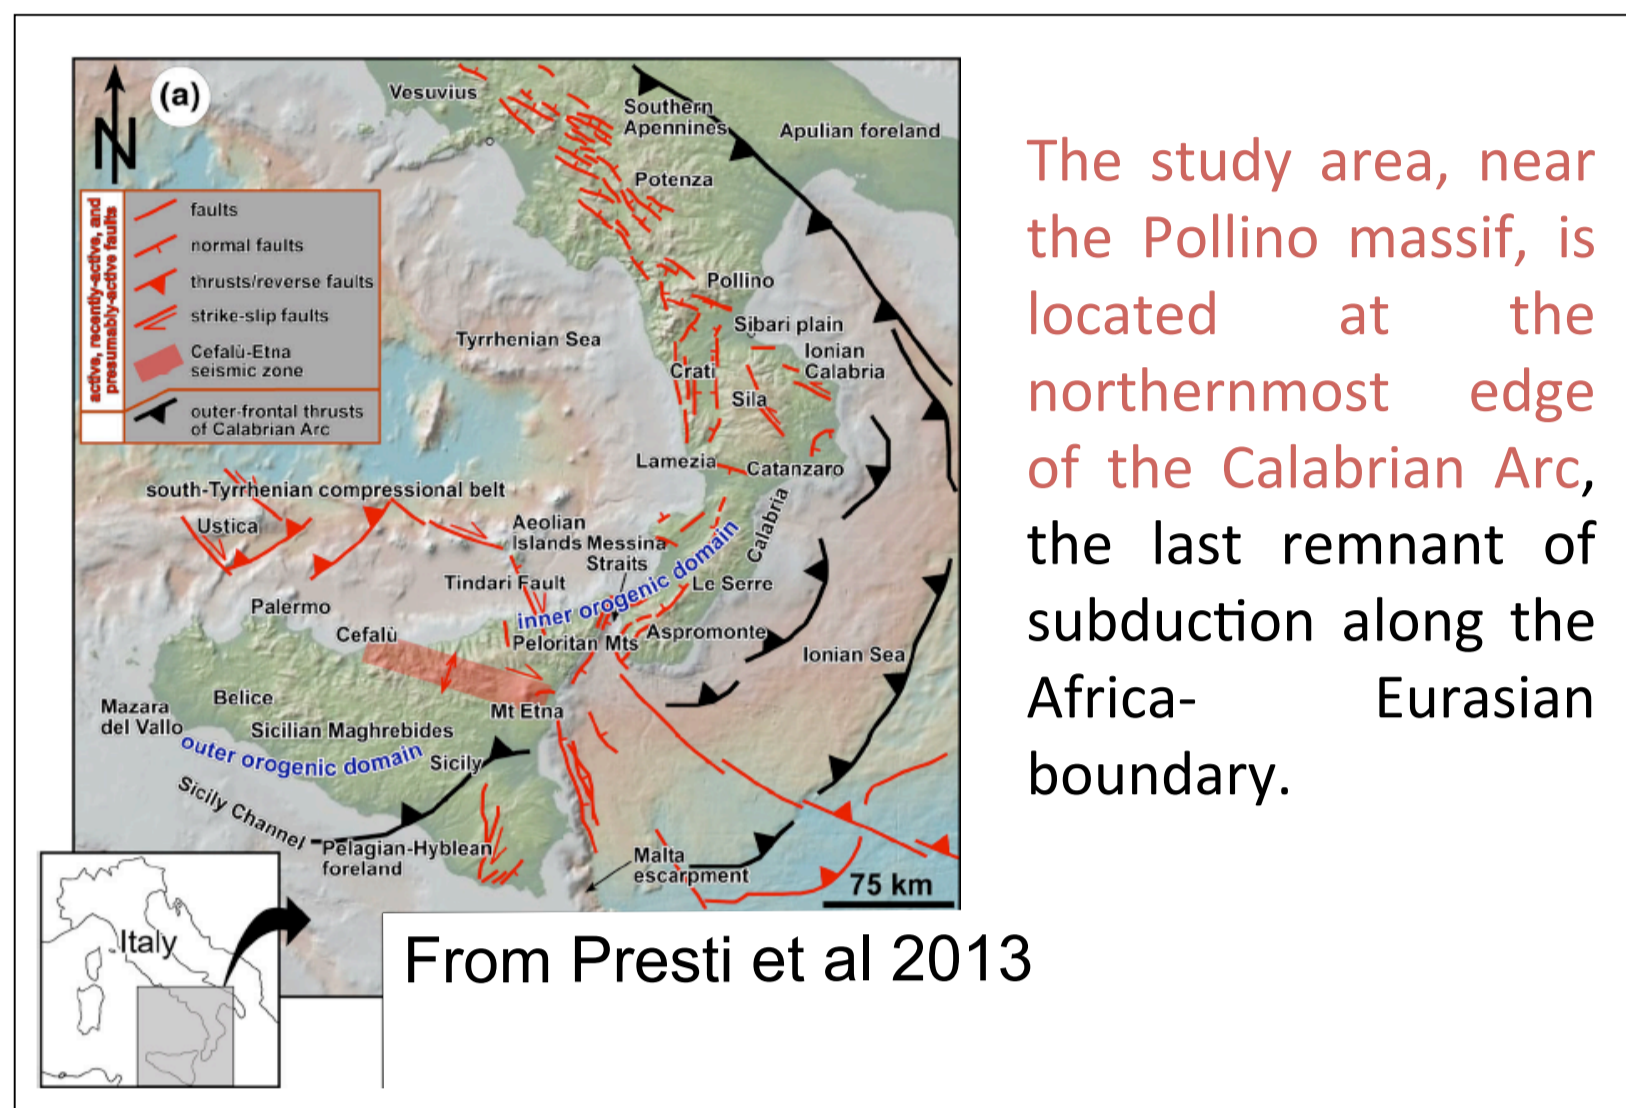 (a)
N
Vesuvius
Southern
Apennines
Apulian foreland
Potenza
active, recently-active, and
presumably-active faults
faults
normal faults
thrusts/reverse faults
strike-slip faults
Cefalù-Etna
seismic zone
outer-frontal thrusts
of Calabrian Arc
Pollino
Sibari plain
Tyrrhenian Sea
Ionian
Calabria
Crati
Sila
Lamezia
Catanzaro
south-Tyrrhenian compressional belt
Ustica
Aeolian
Islands
Messina
Straits
Calabria
Tindari Fault
Le Serre
inner orogenic domain
Palermo
Cefalù
Peloritan Mts
Aspromonte
Ionian Sea
Belice
Mazara
del Vallo
Mt Etna
Sicilian Maghrebides
outer orogenic domain
Sicily
Sicily Channel
Pelagian-Hyblean
foreland
Malta
escarpment
75 km
Italy
From Presti et al 2013
The study area, near
the Pollino massif, is
located at the
northernmost edge
of the Calabrian Arc,
the last remnant of
subduction along the
Africa- Eurasian
boundary.